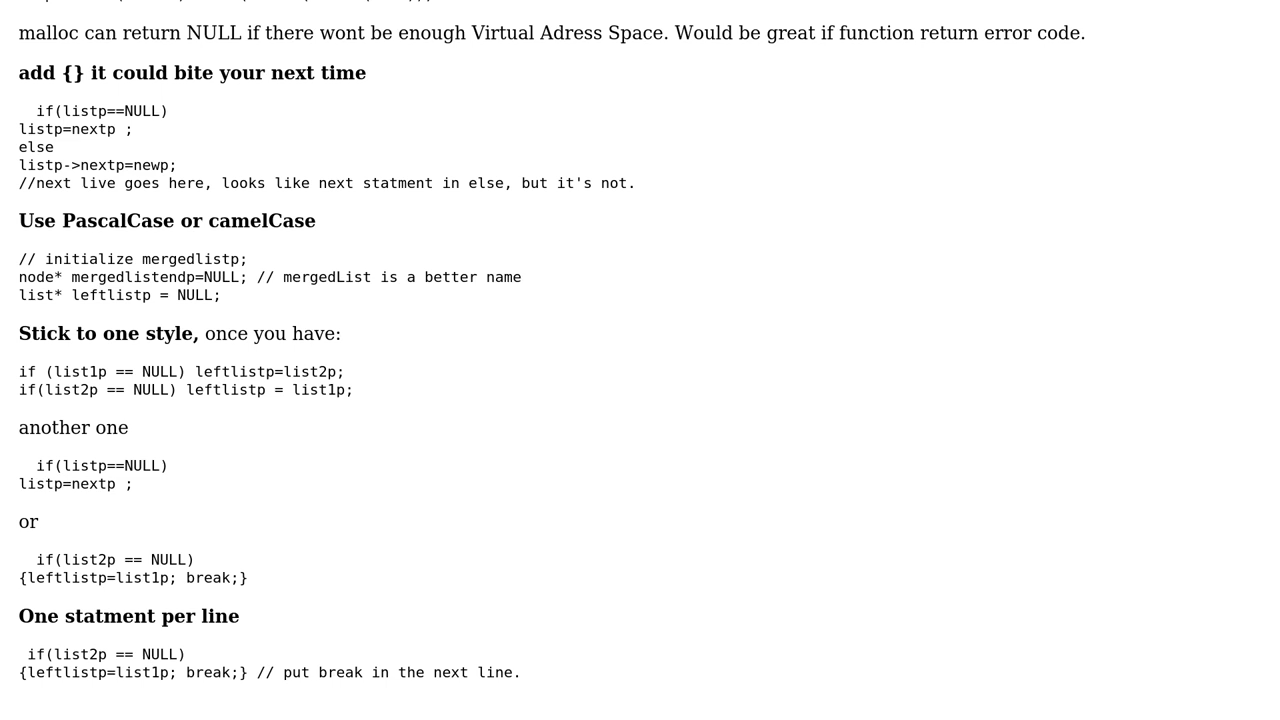 malloc can return NULL if there wont be enough Virtual Adress Space. Would be great if function return error code.
add {} it could bite your next time
  if(listp==NULL)
listp=nextp ;
else
listp->nextp=newp;
//next live goes here, looks like next statment in else, but it's not.
Use PascalCase or camelCase
// initialize mergedlistp;
node* mergedlistendp=NULL; // mergedList is a better name
list* leftlistp = NULL;
Stick to one style, once you have:
if (list1p == NULL) leftlistp=list2p;
if(list2p == NULL) leftlistp = list1p;
another one
  if(listp==NULL)
listp=nextp ;
or
  if(list2p == NULL)
{leftlistp=list1p; break;}
One statment per line
 if(list2p == NULL)
{leftlistp=list1p; break;} // put break in the next line.